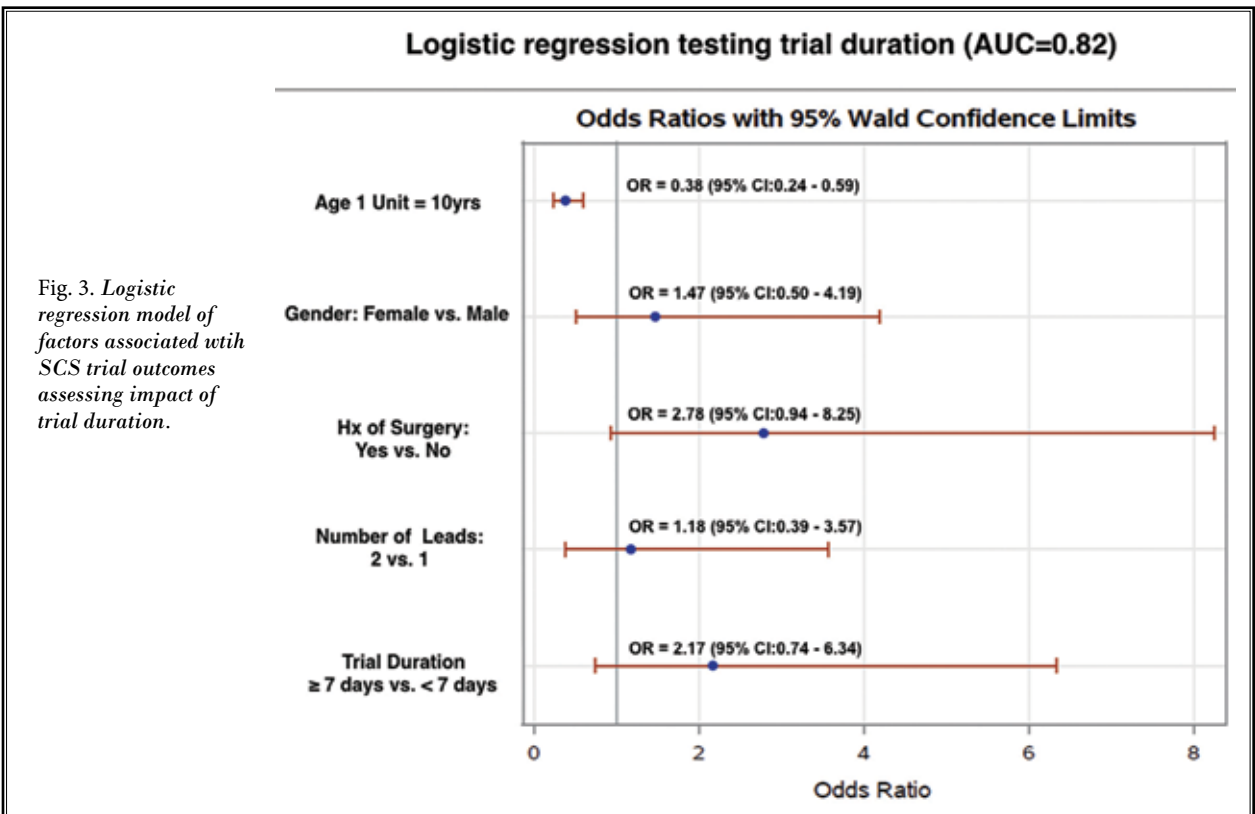 Logistic regression testing trial duration (AUC=0.82)
Odds Ratios with 95% Wald Confidence Limits
Age 1 Unit = 10yrs
OR = 0.38 (95% CI:0.24 - 0.59)
Gender: Female vs. Male
OR = 1.47 (95% CI:0.50 - 4.19)
Hx of Surgery:
Yes vs. No
OR = 2.78 (95% CI:0.94 - 8.25)
Number of Leads:
2 vs. 1
OR = 1.18 (95% CI:0.39 - 3.57)
Trial Duration
≥ 7 days vs. < 7 days
OR = 2.17 (95% CI:0.74 - 6.34)
0 2 4 6 8
Odds Ratio
Fig. 3. Logistic
regression model of
factors associated wtih
SCS trial outcomes
assessing impact of
trial duration.